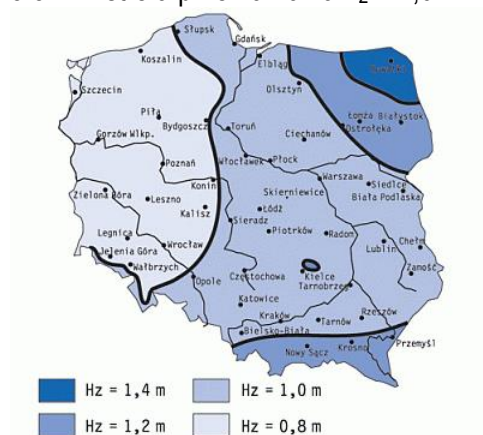 Słupsk
Gdańsk
Koszalin
Elbląg
Suwałki
Olsztyn
Szczecin
Piła
Bydgoszcz
Toruń
Łomża Białystok
Ostrołęka
Gorzów Wlkp.
Ciechanów
Włocławek
Płock
Poznań
Konin
Warszawa
Siedlce
Biała Podlaska
Zielona Góra
Leszno
Kalisz
Skierniewice
Łódź
Sieradz
Piotrków
Radom
Legnica
Lublin
Chełm
Jelenia Góra
Wrocław
Wałbrzych
Opole
Częstochowa
Kielce
Tarnobrzeg
Zamość
Katowice
Kraków
Tarnów
Rzeszów
Bielsko-Biała
Przemyśl
Nowy Sącz
Krosno
Hz = 1,4 m
Hz = 1,0 m
Hz = 1,2 m
Hz = 0,8 m